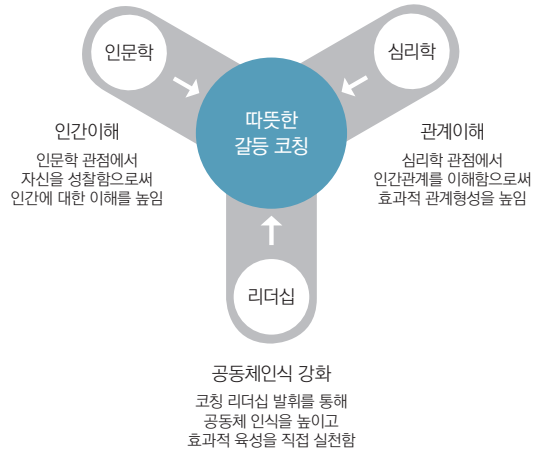 인문학
심리학
따뜻한
갈등 코칭
인간이해
인문학 관점에서
자신을 성찰함으로써
인간에 대한 이해를 높임
관계이해
심리학 관점에서
인간관계를 이해함으로써
효과적 관계형성을 높임
리더십
공동체인식 강화
코칭 리더십 발휘를 통해
공동체 인식을 높이고
효과적 육성을 직접 실천함